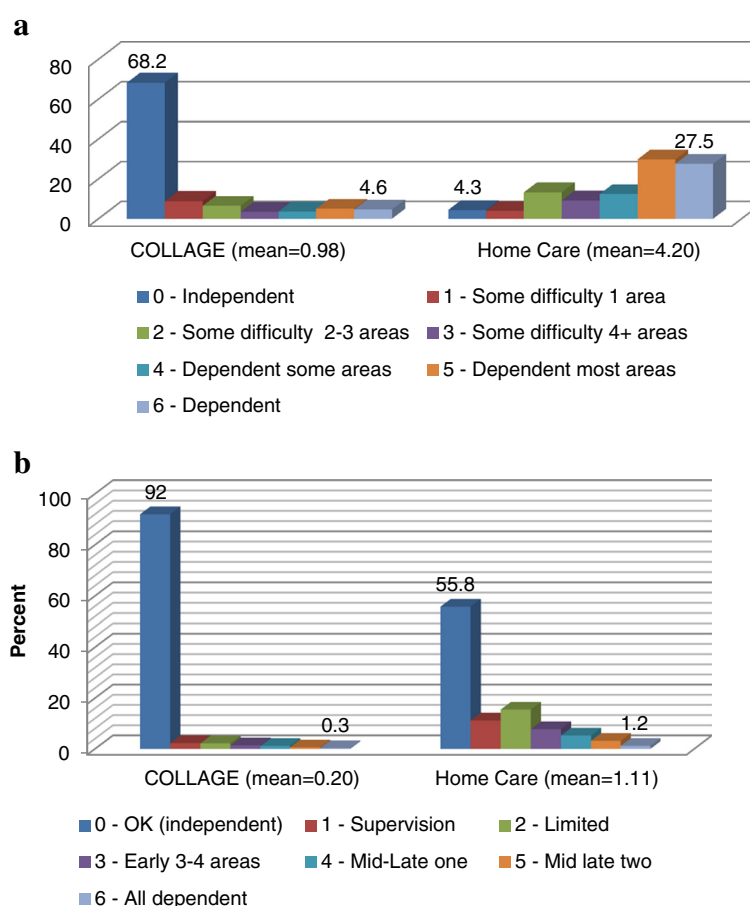 a
80
60
40
20
0
68.2
4.6
4.3
27.5
COLLAGE (mean=0.98) Home Care (mean=4.20)
0 - Independent 1 - Some difficulty 1 area
2 - Some difficulty 2-3 areas 3 - Some difficulty 4+ areas
4 - Dependent some areas 5 - Dependent most areas
6 - Dependent
b
Percent
100
80
60
40
20
0
92
0.3
55.8
1.2
COLLAGE (mean=0.20) Home Care (mean=1.11)
0 - OK (independent) 1 - Supervision 2 - Limited
3 - Early 3-4 areas 4 - Mid-Late one 5 - Mid late two
6 - All dependent